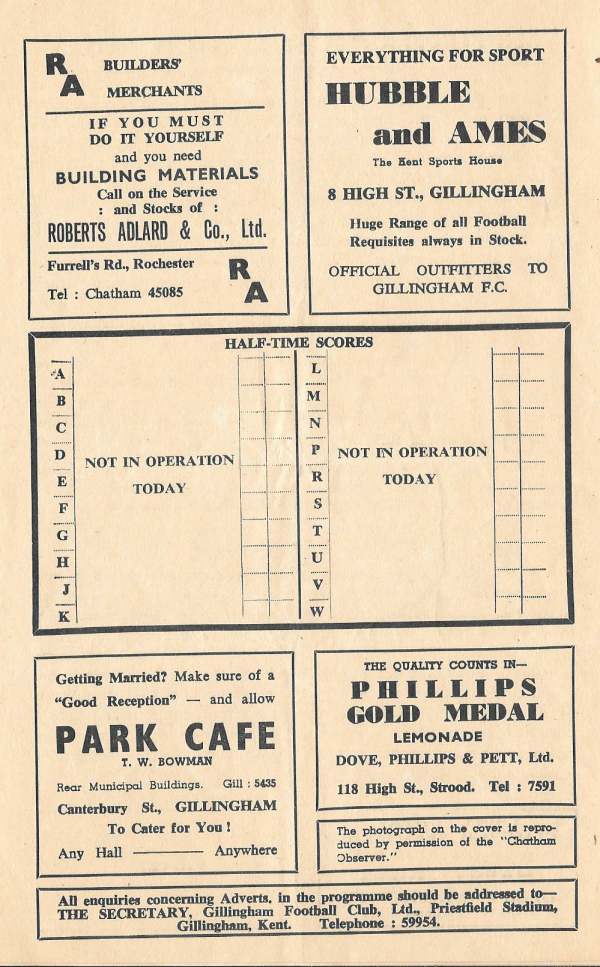 RA BUILDERS'
MERCHANTS
IF YOU MUST
DO IT YOURSELF
and you need
BUILDING MATERIALS
Call on the Service
: and Stocks of :
ROBERTS ADLARD & Co., Ltd.
Furrell's Rd., Rochester
Tel : Chatham 45085
RA
EVERYTHING FOR SPORT
HUBBLE
and AMES
The Kent Sports House
8 HIGH ST., GILLINGHAM
Huge Range of all Football
Requisites always in Stock.
OFFICIAL OUTFITTERS TO
GILLINGHAM F.C.
HALF-TIME SCORES
A
B
C
D
E
F
G
H
J
K
NOT IN OPERATION
TODAY
L
M
N
P
R
S
T
U
V
W
NOT IN OPERATION
TODAY
Getting Married? Make sure of a
"Good Reception" — and allow
PARK CAFE
T. W. BOWMAN
Rear Municipal Buildings. Gill : 5435
Canterbury St., GILLINGHAM
To Cater for You !
Any Hall ——— Anywhere
THE QUALITY COUNTS IN—
PHILLIPS
GOLD MEDAL
LEMONADE
DOVE, PHILLIPS & PETT, Ltd.
118 High St., Strood. Tel : 7591
The photograph on the cover is repro-
duced by permission of the "Chatham
Observer."
All enquiries concerning Adverts. in the programme should be addressed to—
THE SECRETARY, Gillingham Football Club, Ltd., Priestfield Stadium,
Gillingham, Kent. Telephone : 59954.